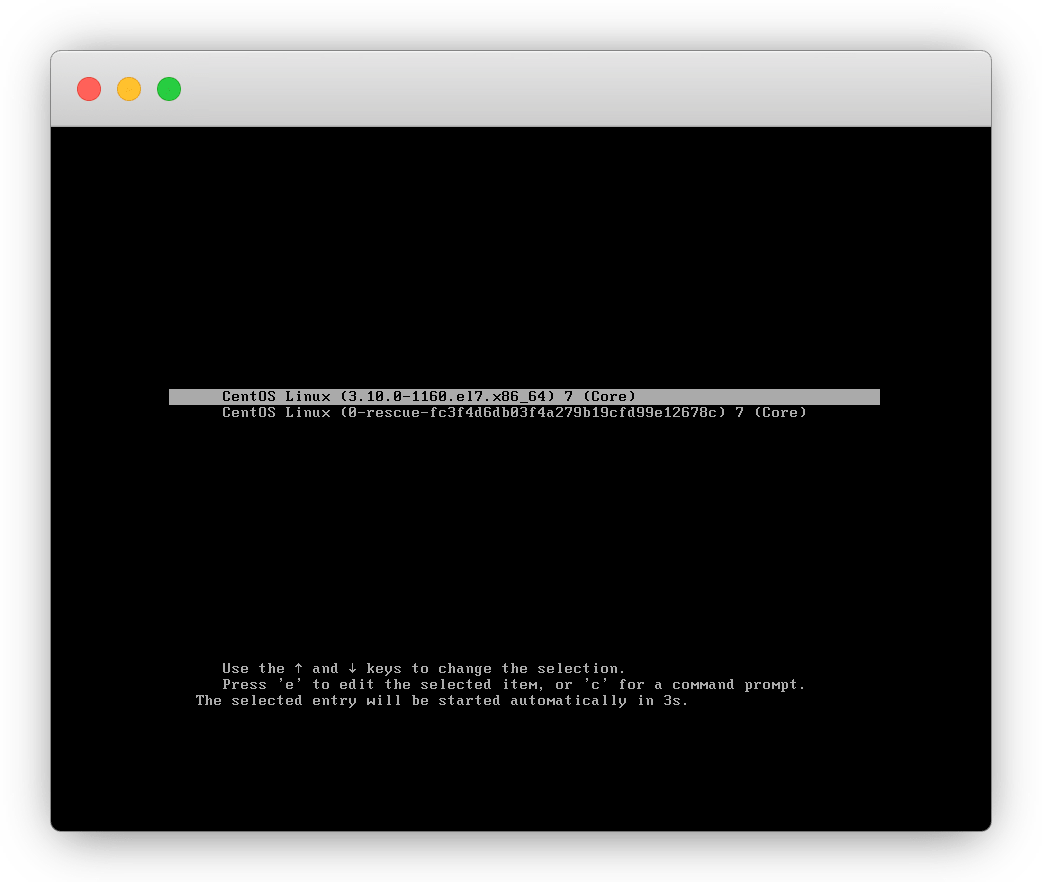 CentOS Linux (3.10.0-1160.el7.x86_64) 7 (Core)
CentOS Linux (0-rescue-fc3f4d6db03f4a279b19cfd99e12678c) 7 (Core)
Use the ↑ and ↓ keys to change the selection.
Press 'e' to edit the selected item, or 'c' for a command prompt.
The selected entry will be started automatically in 3s.